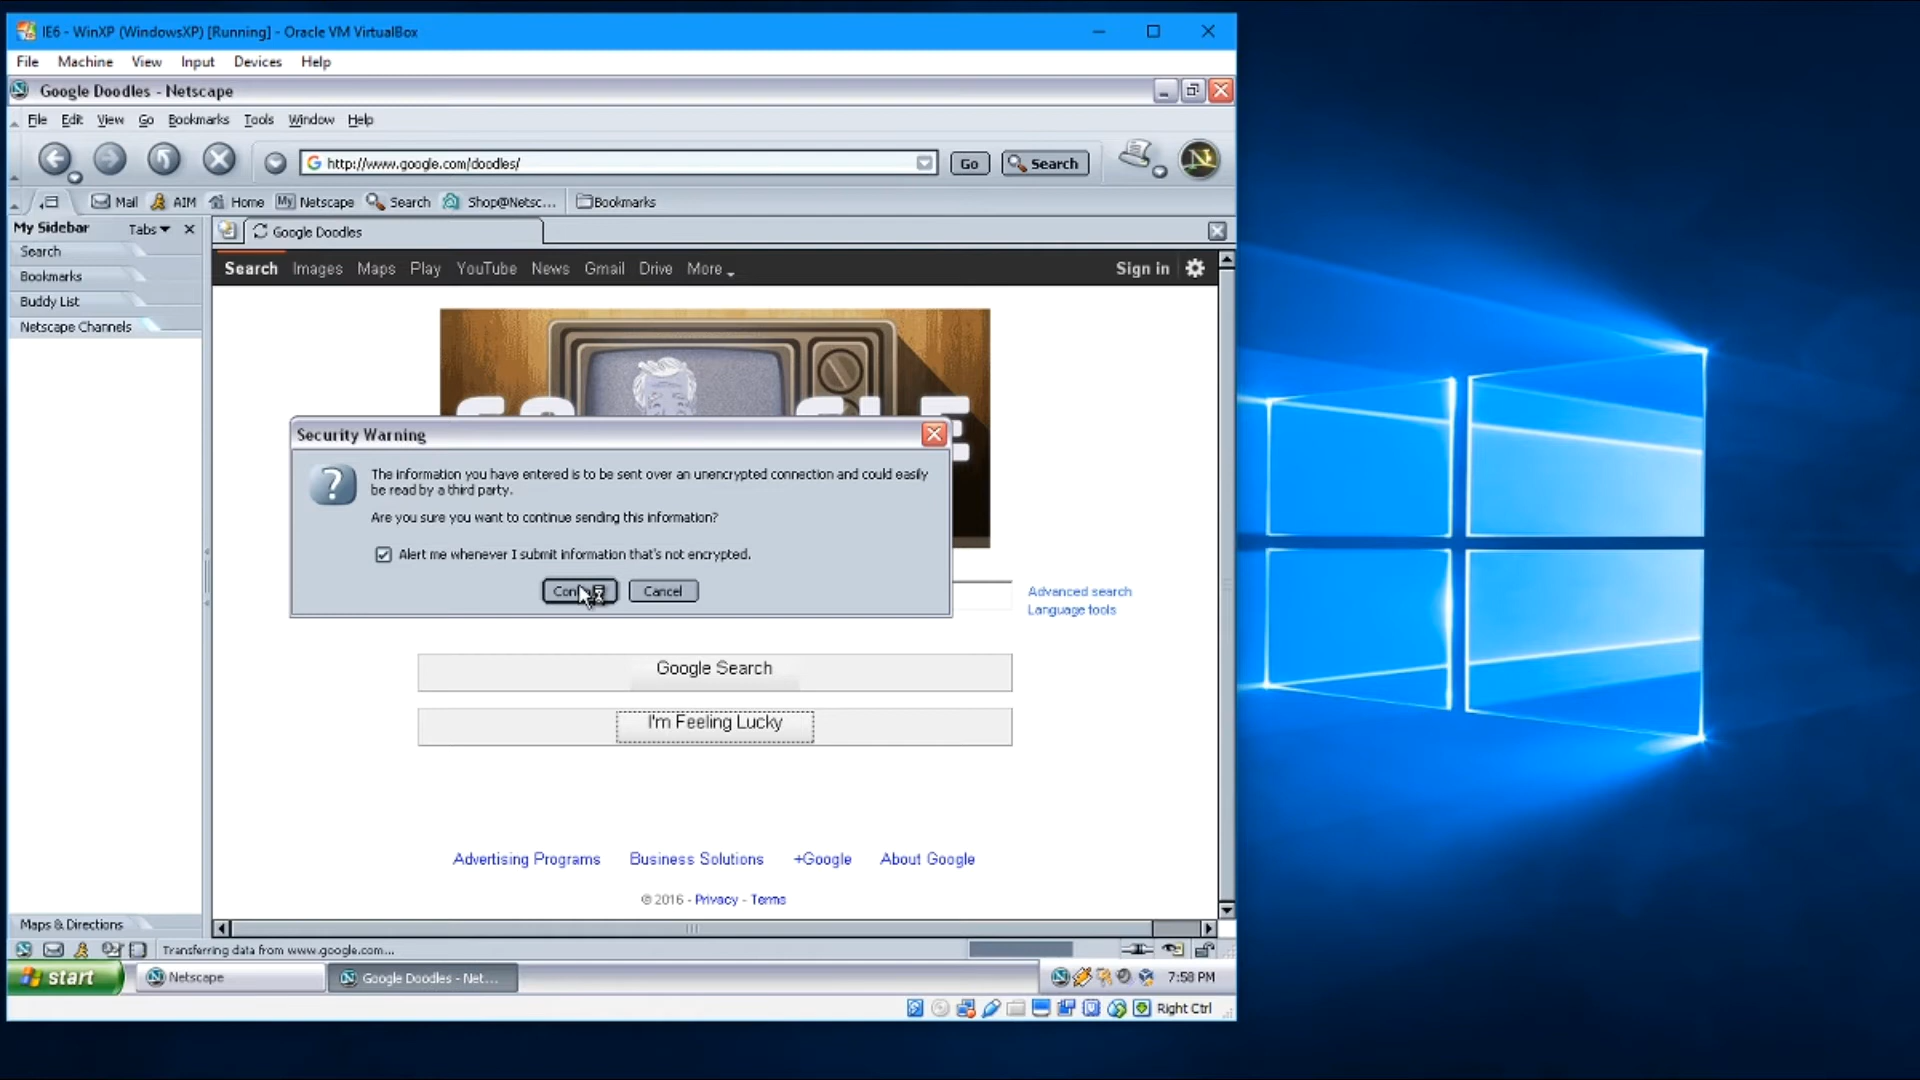 IE6 - WinXP (WindowsXP) [Running] - Oracle VM VirtualBox
File Machine View Input Devices Help
Google Doodles - Netscape
File Edit View Go Bookmarks Tools Window Help
http://www.google.com/doodles/ Go Search
Mail AIM Home My Netscape Search Shop@Netsc... Bookmarks
My Sidebar Tabs
Google Doodles
Search
Bookmarks
Buddy List
Netscape Channels
Search Images Maps Play YouTube News Gmail Drive More Sign in
Security Warning
The information you have entered is to be sent over an unencrypted connection and could easily
be read by a third party.
Are you sure you want to continue sending this information?
Alert me whenever I submit information that's not encrypted.
Cancel
Advanced search
Language tools
Google Search
I'm Feeling Lucky
Advertising Programs Business Solutions +Google About Google
© 2016 - Privacy - Terms
Maps & Directions
Transferring data from www.google.com...
start Netscape Google Doodles - Net... 7:58 PM
Right Ctrl